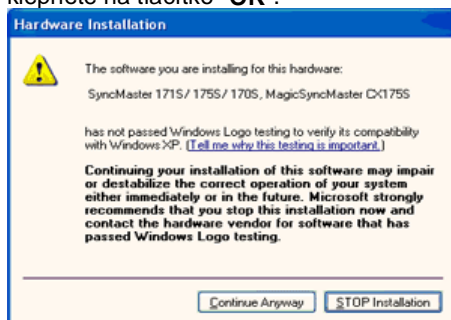 klepnete na tlačítko "OK".
Hardware Installation
The software you are installing for this hardware:
SyncMaster 171S/ 175S/ 170S, MagicSyncMaster CX175S
has not passed Windows Logo testing to verify its compatibility
with Windows XP. (Tell me why this testing is important.)
Continuing your installation of this software may impair
or destabilize the correct operation of your system
either immediately or in the future. Microsoft strongly
recommends that you stop this installation now and
contact the hardware vendor for software that has
passed Windows Logo testing.
Continue Anyway STOP Installation